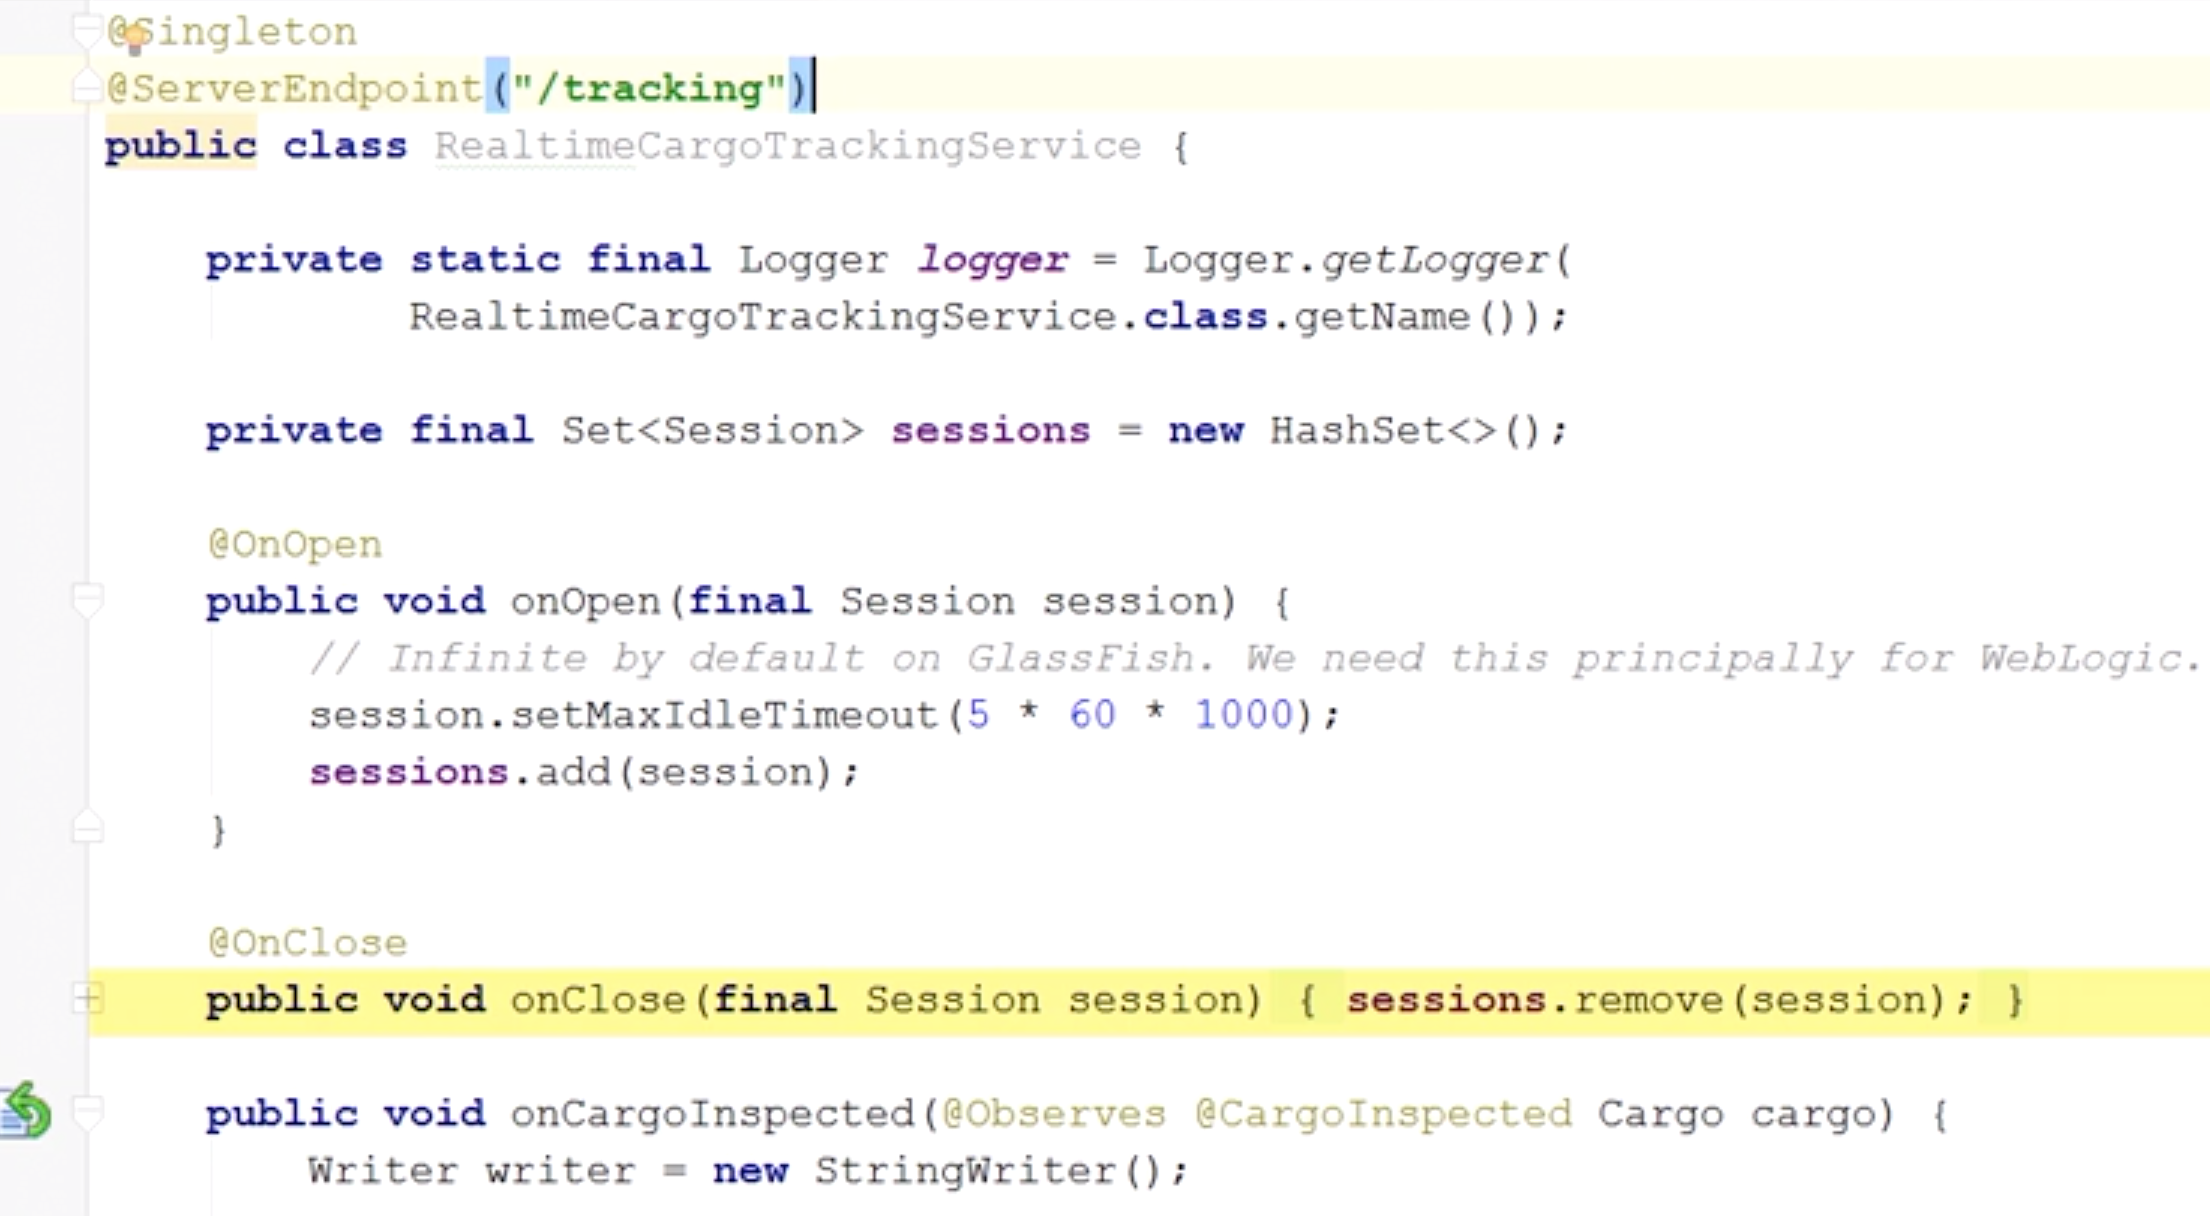 @Singleton
@ServerEndpoint("/tracking")
public class RealtimeCargoTrackingService {
private static final Logger logger = Logger.getLogger(
RealtimeCargoTrackingService.class.getName());
private final Set<Session> sessions = new HashSet<>();
@OnOpen
public void onOpen(final Session session) {
// Infinite by default on GlassFish. We need this principally for WebLogic.
session.setMaxIdleTimeout(5 * 60 * 1000);
sessions.add(session);
}
@OnClose
public void onClose(final Session session) { sessions.remove(session); }
public void onCargoInspected(@Observes @CargoInspected Cargo cargo) {
Writer writer = new StringWriter();